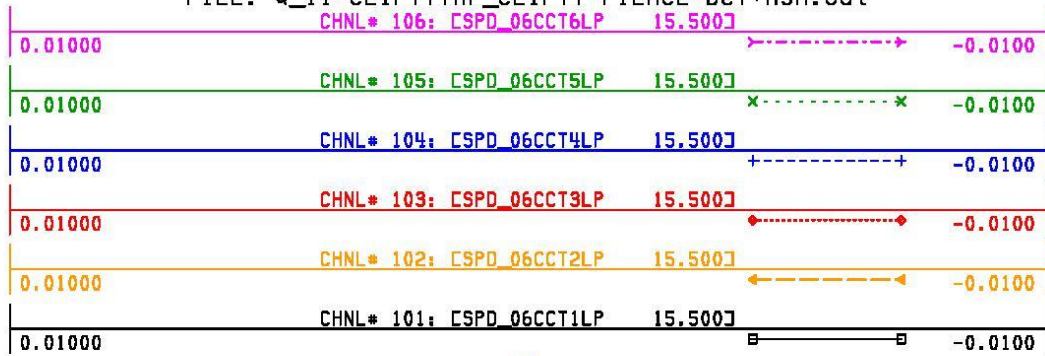 CHNL# 106: [SPD_06CCT6LP 15.500]
0.01000 -0.0100
CHNL# 105: [SPD_06CCT5LP 15.500]
0.01000 -0.0100
CHNL# 104: [SPD_06CCT4LP 15.500]
0.01000 -0.0100
CHNL# 103: [SPD_06CCT3LP 15.500]
0.01000 -0.0100
CHNL# 102: [SPD_06CCT2LP 15.500]
0.01000 -0.0100
CHNL# 101: [SPD_06CCT1LP 15.500]
0.01000 -0.0100